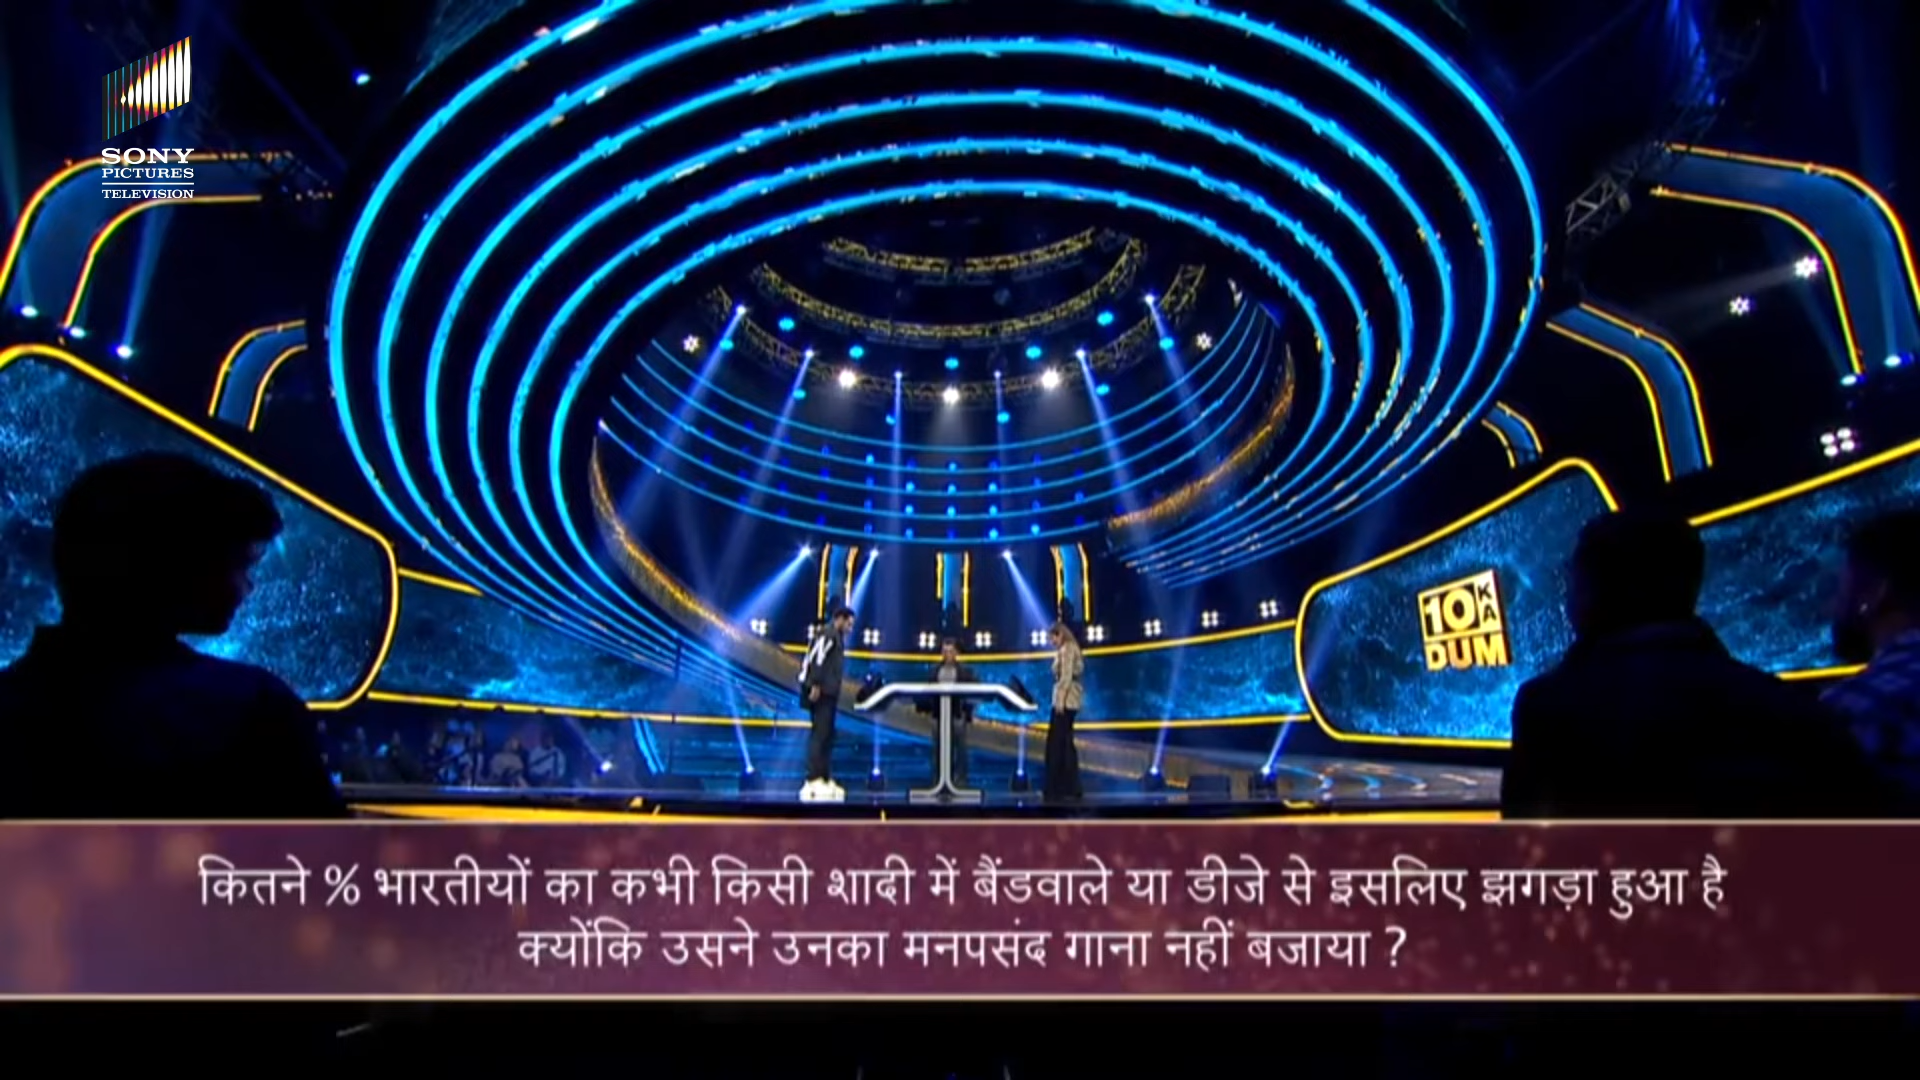 SONY
PICTURES
TELEVISION
10 KA
DUM
कितने % भारतीयों का कभी किसी शादी में बैंडवाले या डीजे से इसलिए झगड़ा हुआ है
क्योंकि उसने उनका मनपसंद गाना नहीं बजाया ?